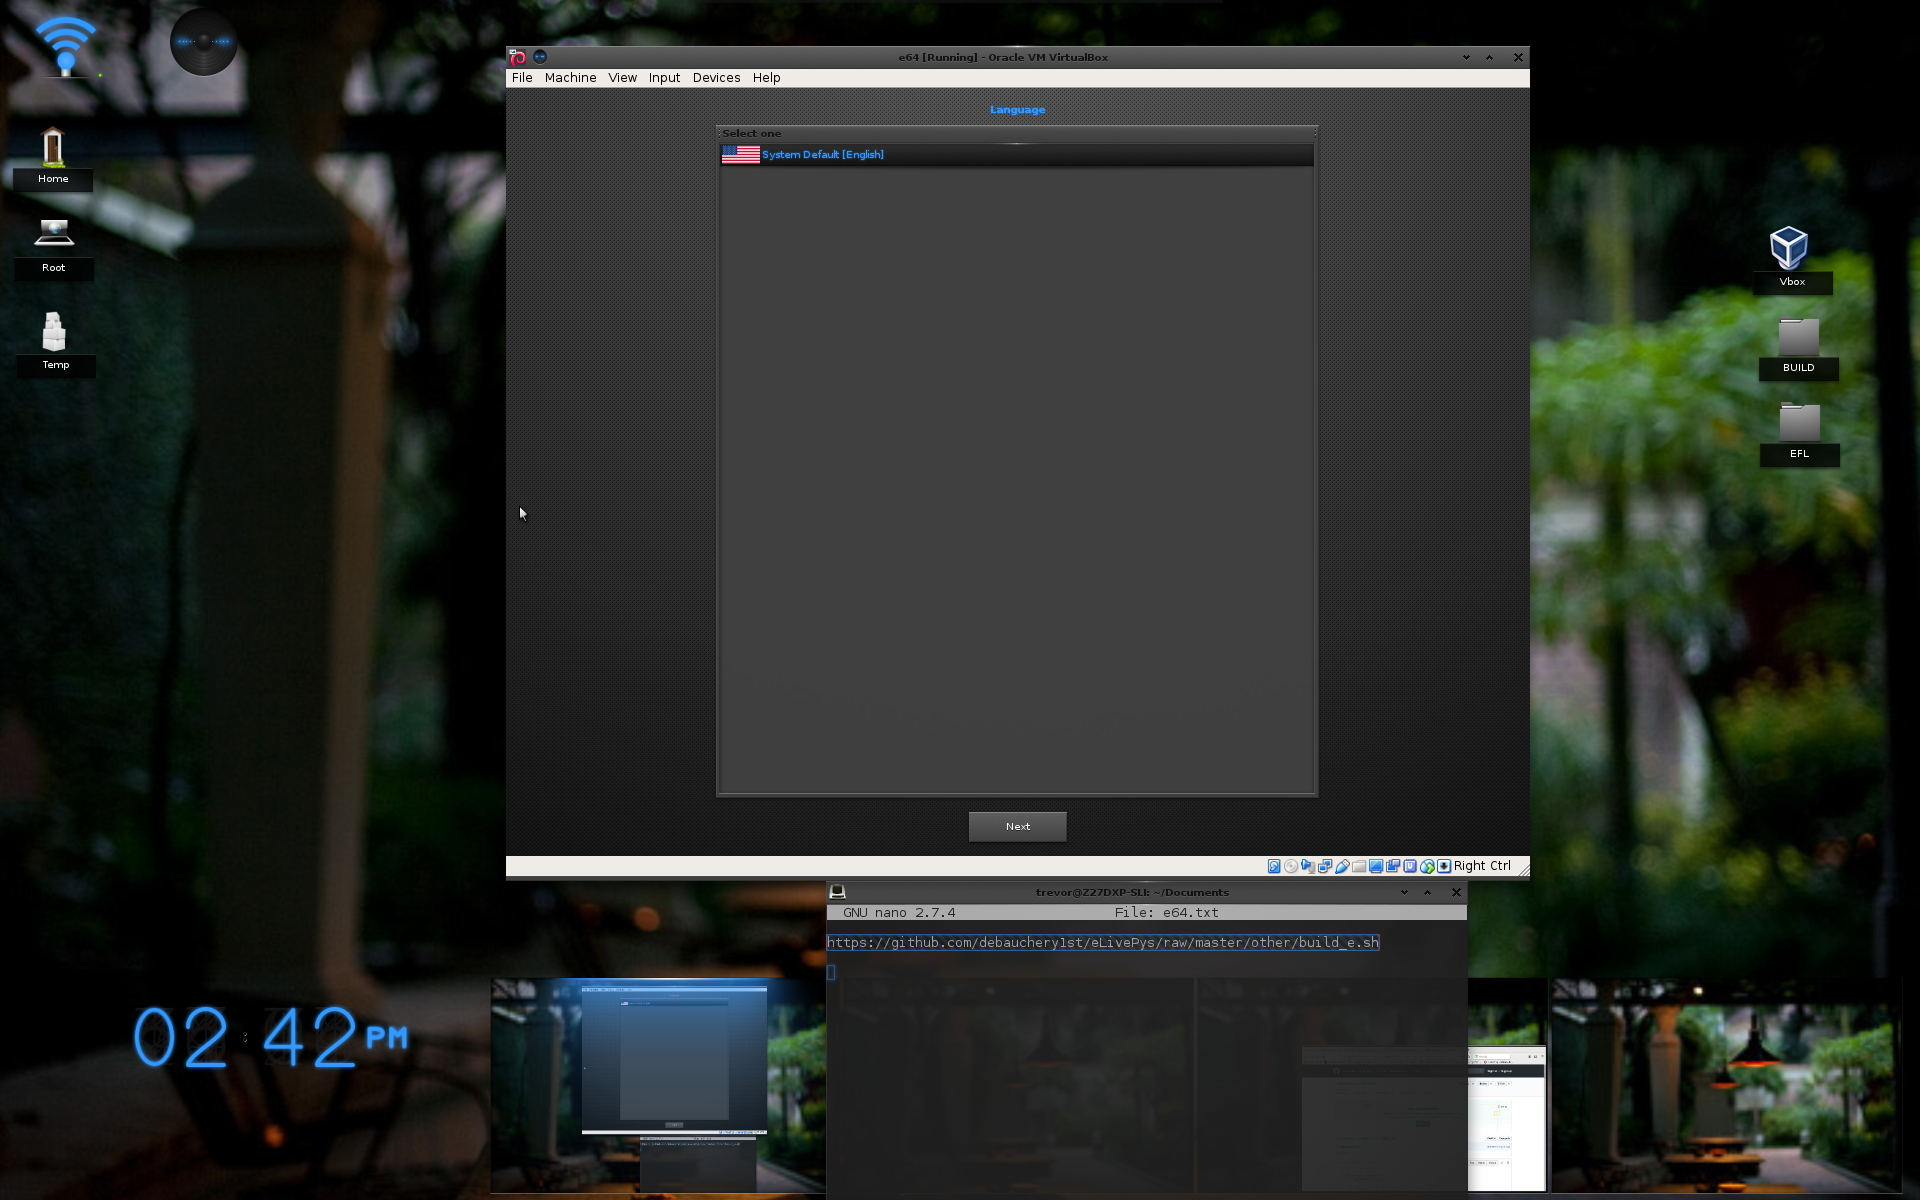 e64 [Running] - Oracle VM VirtualBox
File Machine View Input Devices Help
Language
Select one
System Default [English]
Next
Right Ctrl
Home
Root
Temp
Vbox
BUILD
EFL
trevor@Z27DXP-SLI: ~/Documents
GNU nano 2.7.4 File: e64.txt
https://github.com/debauchery1st/eLivePys/raw/master/other/build_e.sh
02:42 PM